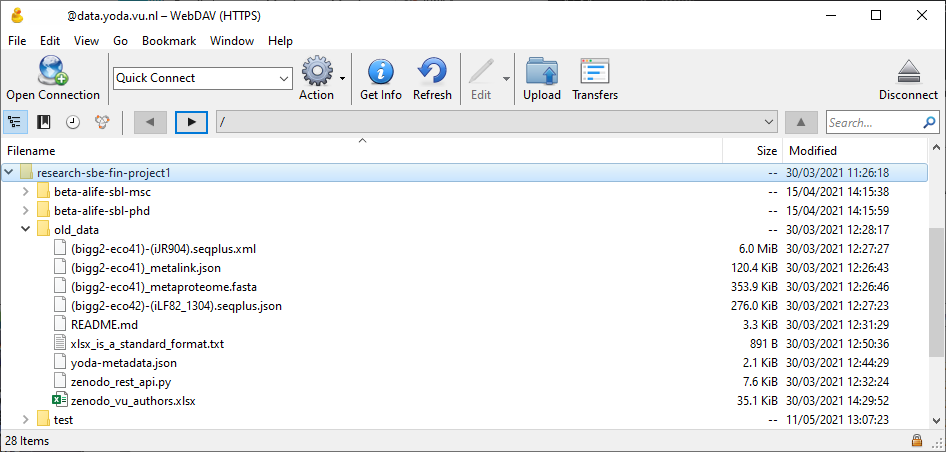 @data.yoda.vu.nl – WebDAV (HTTPS)
File Edit View Go Bookmark Window Help
Open Connection Quick Connect Action Get Info Refresh Edit Upload Transfers Disconnect
/ Search...
Filename Size Modified
research-sbe-fin-project1 -- 30/03/2021 11:26:18
beta-alife-sbl-msc -- 15/04/2021 14:15:38
beta-alife-sbl-phd -- 15/04/2021 14:15:59
old_data -- 30/03/2021 12:28:17
(bigg2-eco41)-(iJR904).seqplus.xml 6.0 MiB 30/03/2021 12:27:27
(bigg2-eco41)_metalink.json 120.4 KiB 30/03/2021 12:26:43
(bigg2-eco41)_metaproteome.fasta 353.9 KiB 30/03/2021 12:26:46
(bigg2-eco42)-(iLF82_1304).seqplus.json 276.0 KiB 30/03/2021 12:27:23
README.md 3.3 KiB 30/03/2021 12:31:29
xlsx_is_a_standard_format.txt 891 B 30/03/2021 12:50:36
yoda-metadata.json 2.1 KiB 30/03/2021 12:44:29
zenodo_rest_api.py 7.6 KiB 30/03/2021 12:32:24
zenodo_vu_authors.xlsx 35.1 KiB 30/03/2021 14:29:52
test -- 11/05/2021 13:07:23
28 Items